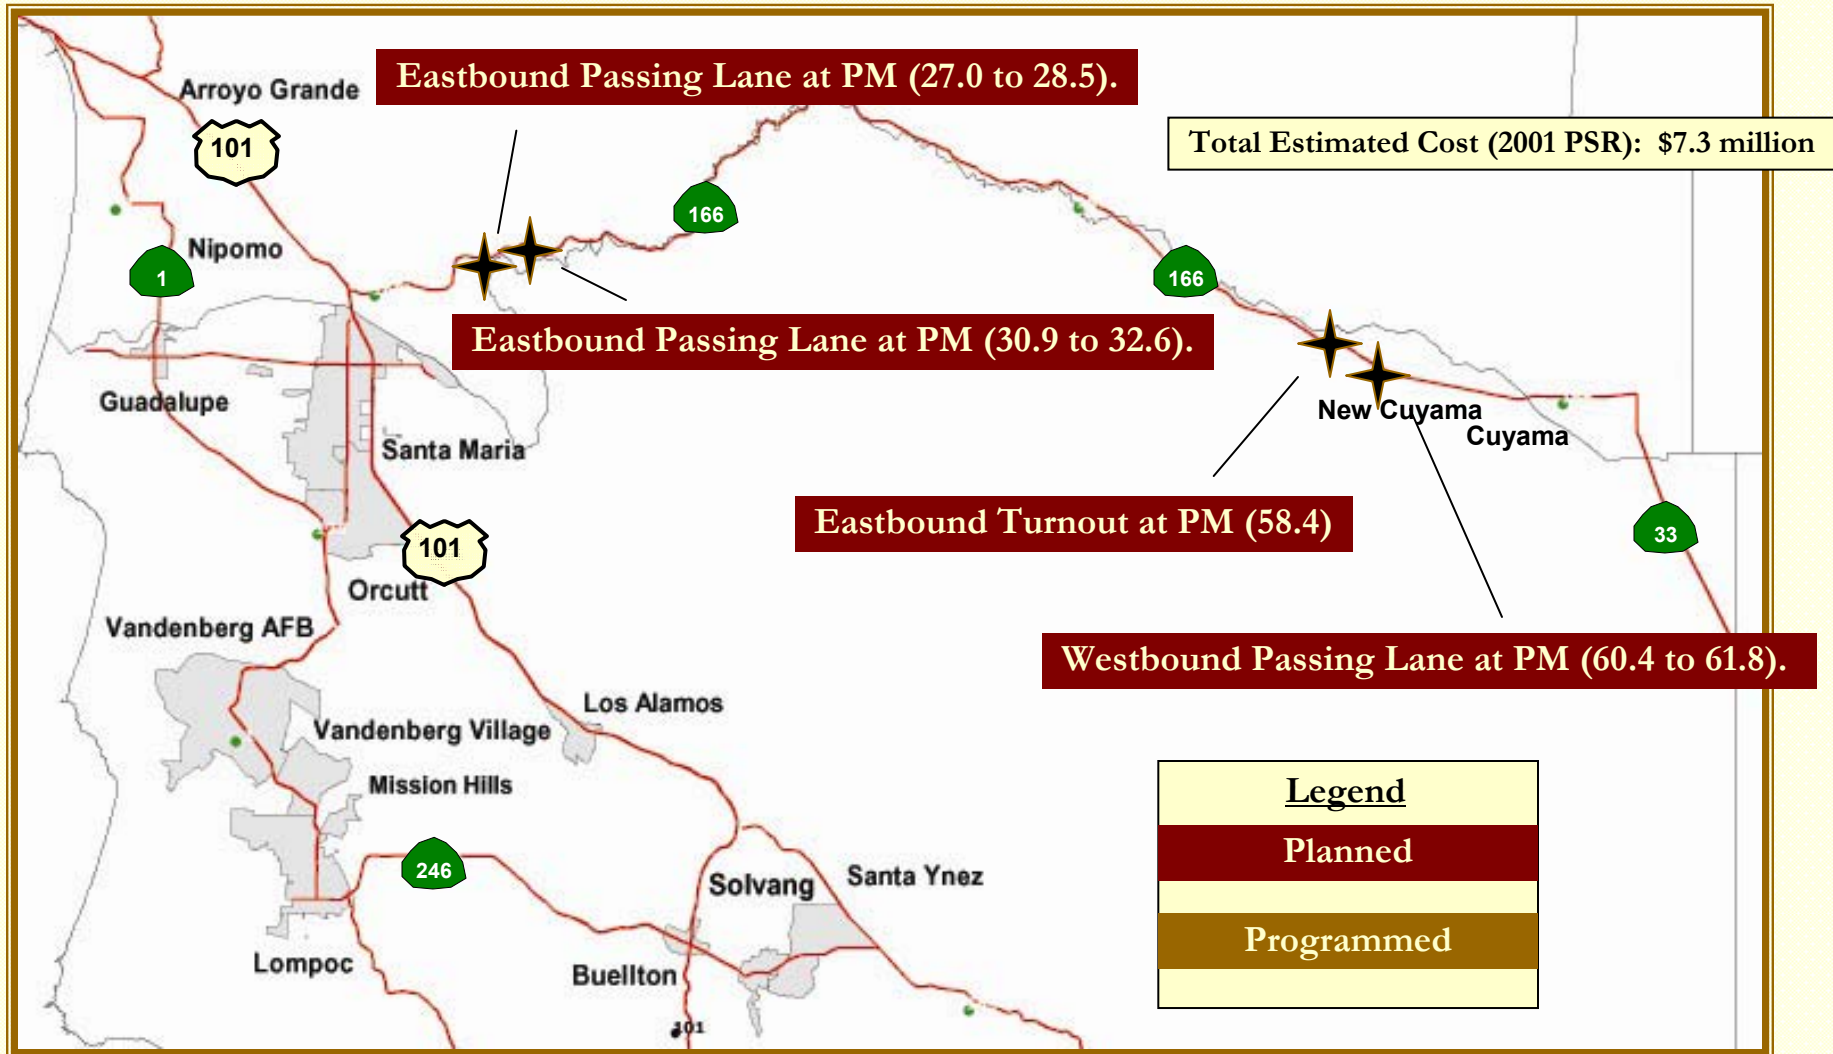 Eastbound Passing Lane at PM (27.0 to 28.5).
Arroyo Grande
101
Total Estimated Cost (2001 PSR): $7.3 million
166
Nipomo
1
166
Eastbound Passing Lane at PM (30.9 to 32.6).
Guadalupe
New Cuyama
Cuyama
Santa Maria
Eastbound Turnout at PM (58.4)
33
101
Orcutt
Vandenberg AFB
Westbound Passing Lane at PM (60.4 to 61.8).
Los Alamos
Vandenberg Village
Mission Hills
Legend
Planned
246
Solvang
Santa Ynez
Programmed
Lompoc
Buellton
101